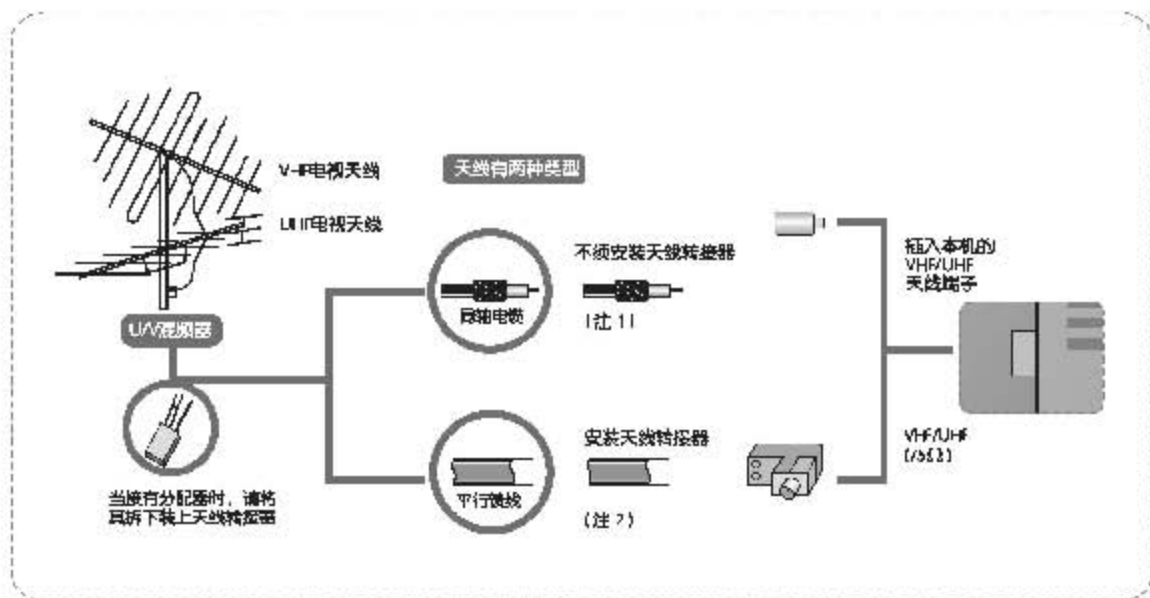 VHF电视天线
天线有两种类型
UHF电视天线
不须安装天线转接器
插入本机的
VHF/UHF
天线端子
同轴电缆
(注 1)
U/V混频器
安装天线转接器
VHF/UHF
(75Ω)
平行馈线
(注 2)
当接有分配器时，请将
其拆下装上天线转接器